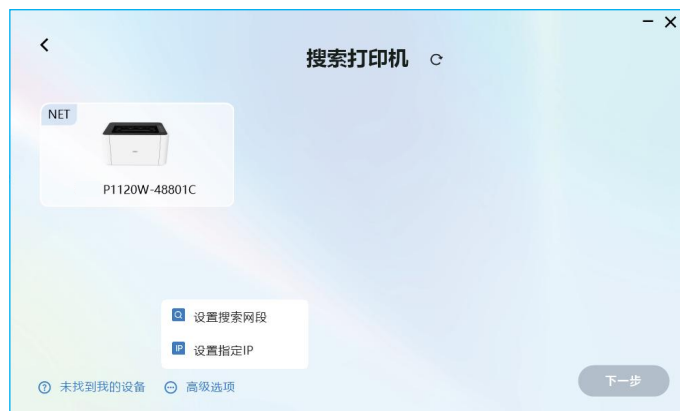 搜索打印机
NET
P1120W-48801C
设置搜索网段
IP 设置指定IP
未找到我的设备
高级选项
下一步